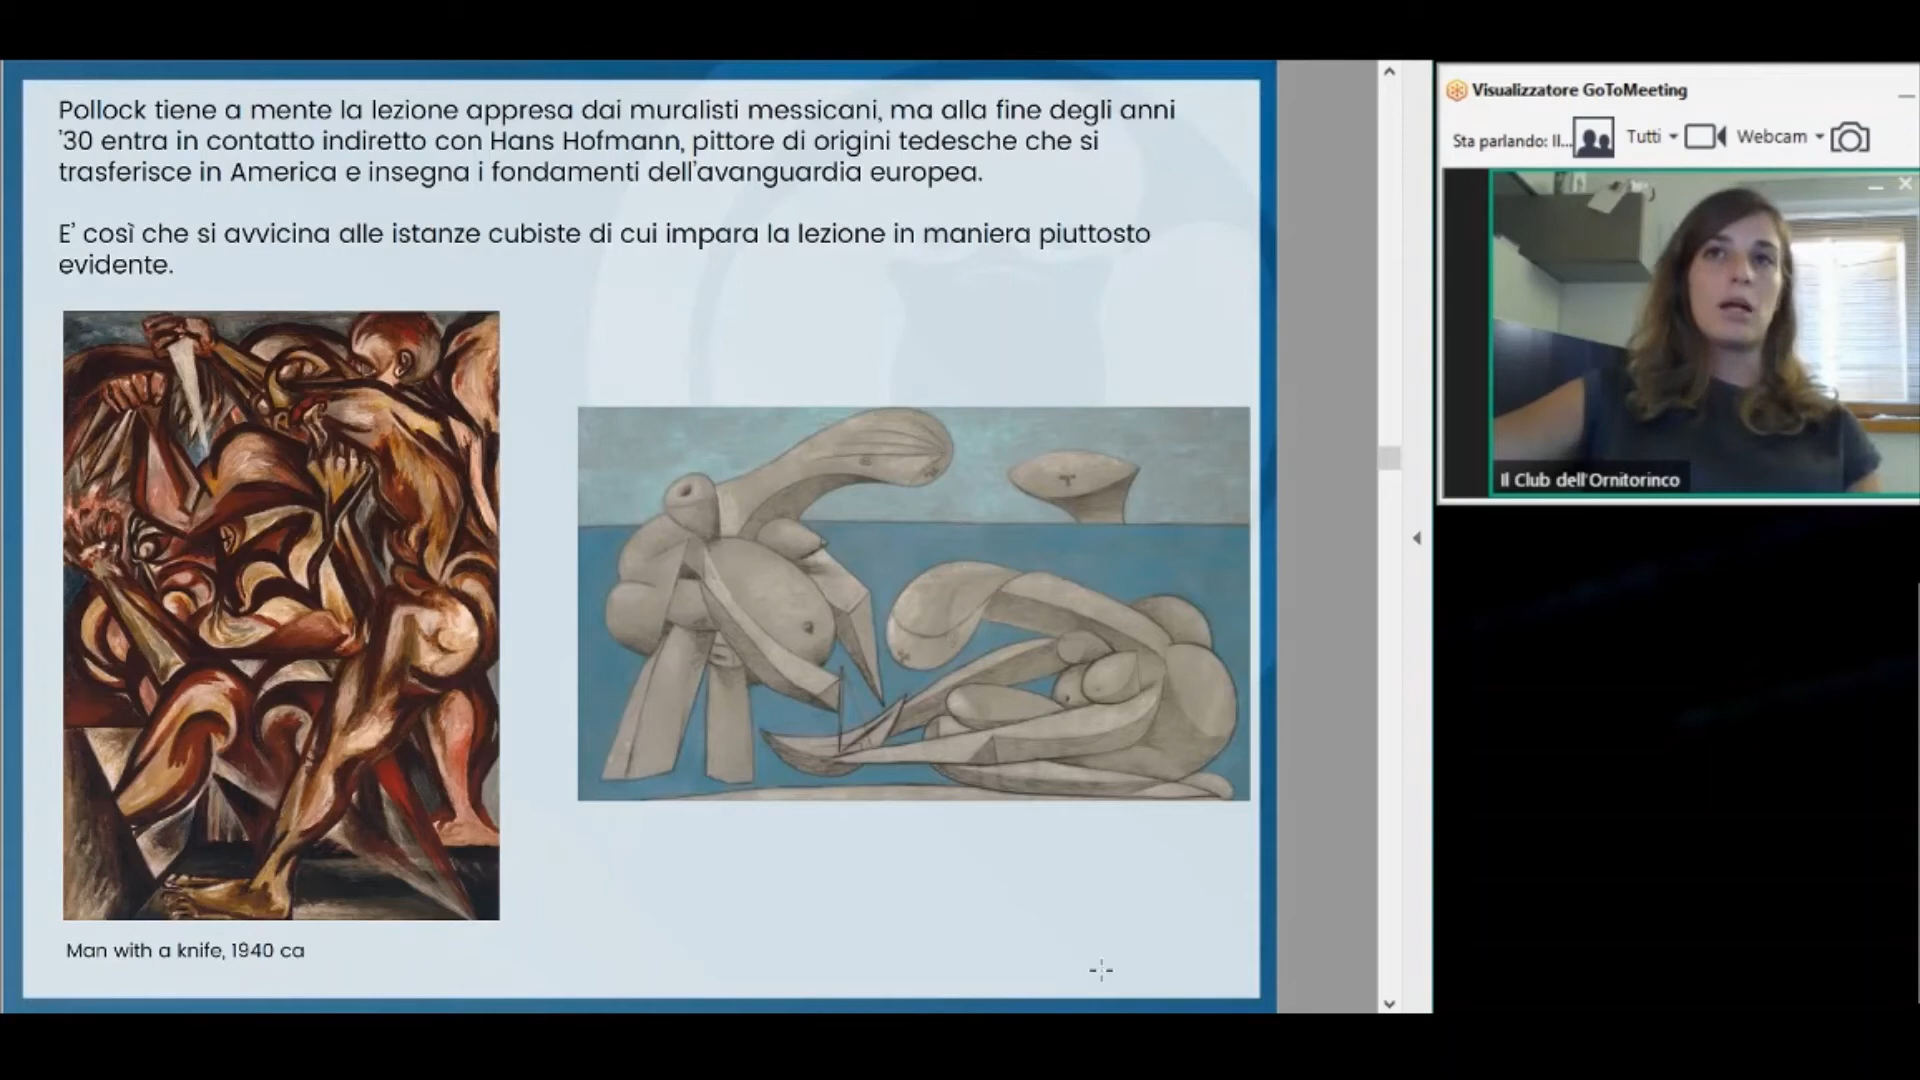 Pollock tiene a mente la lezione appresa dai muralisti messicani, ma alla fine degli anni
'30 entra in contatto indiretto con Hans Hofmann, pittore di origini tedesche che si
trasferisce in America e insegna i fondamenti dell'avanguardia europea.
E' così che si avvicina alle istanze cubiste di cui impara la lezione in maniera piuttosto
evidente.
Man with a knife, 1940 ca
Visualizzatore GoToMeeting
Sta parlando: Il...
Tutti
Webcam
Il Club dell'Ornitorinco